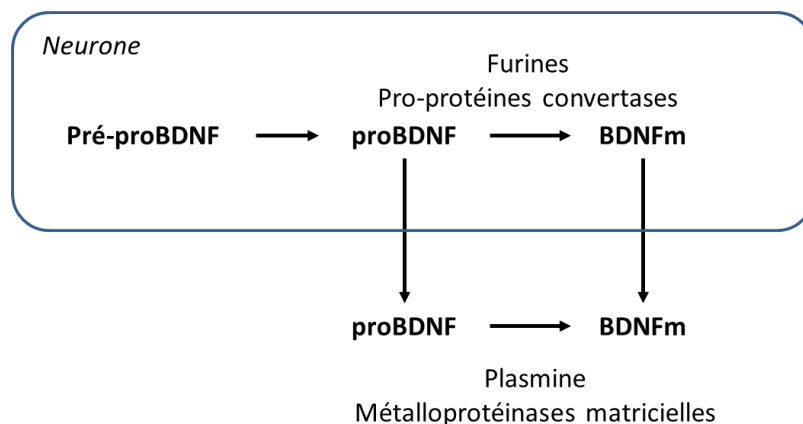 Neurone
Furines
Pro-protéines convertases
Pré-proBDNF proBDNF BDNFm
proBDNF BDNFm
Plasmine
Métalloprotéinases matricielles